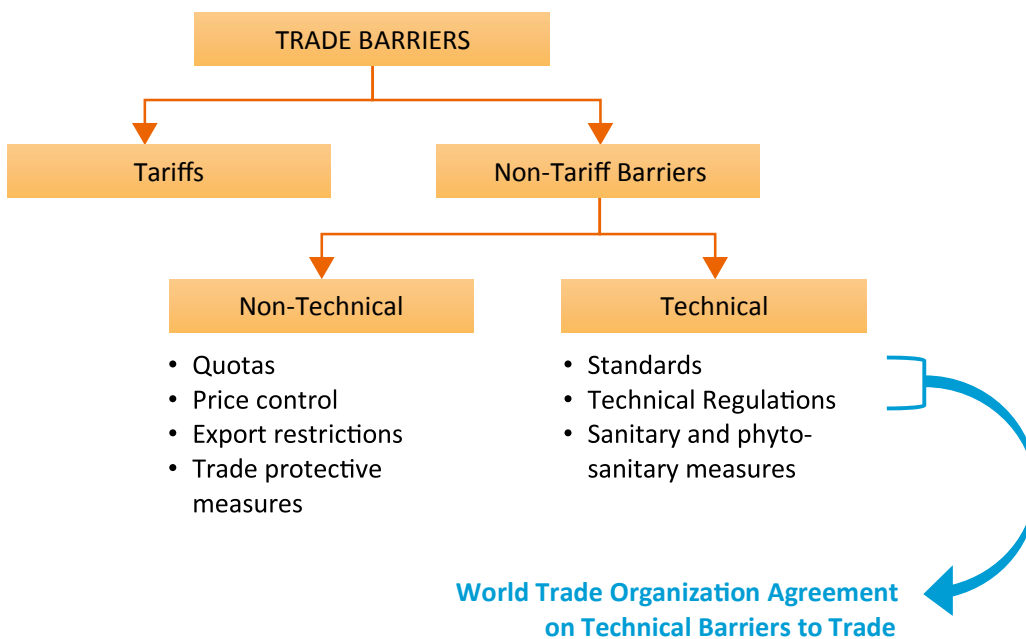 TRADE BARRIERS
Tariffs
Non-Tariff Barriers
Non-Technical
• Quotas
• Price control
• Export restrictions
• Trade protective
measures
Technical
• Standards
• Technical Regulations
• Sanitary and phyto-
sanitary measures
World Trade Organization Agreement
on Technical Barriers to Trade